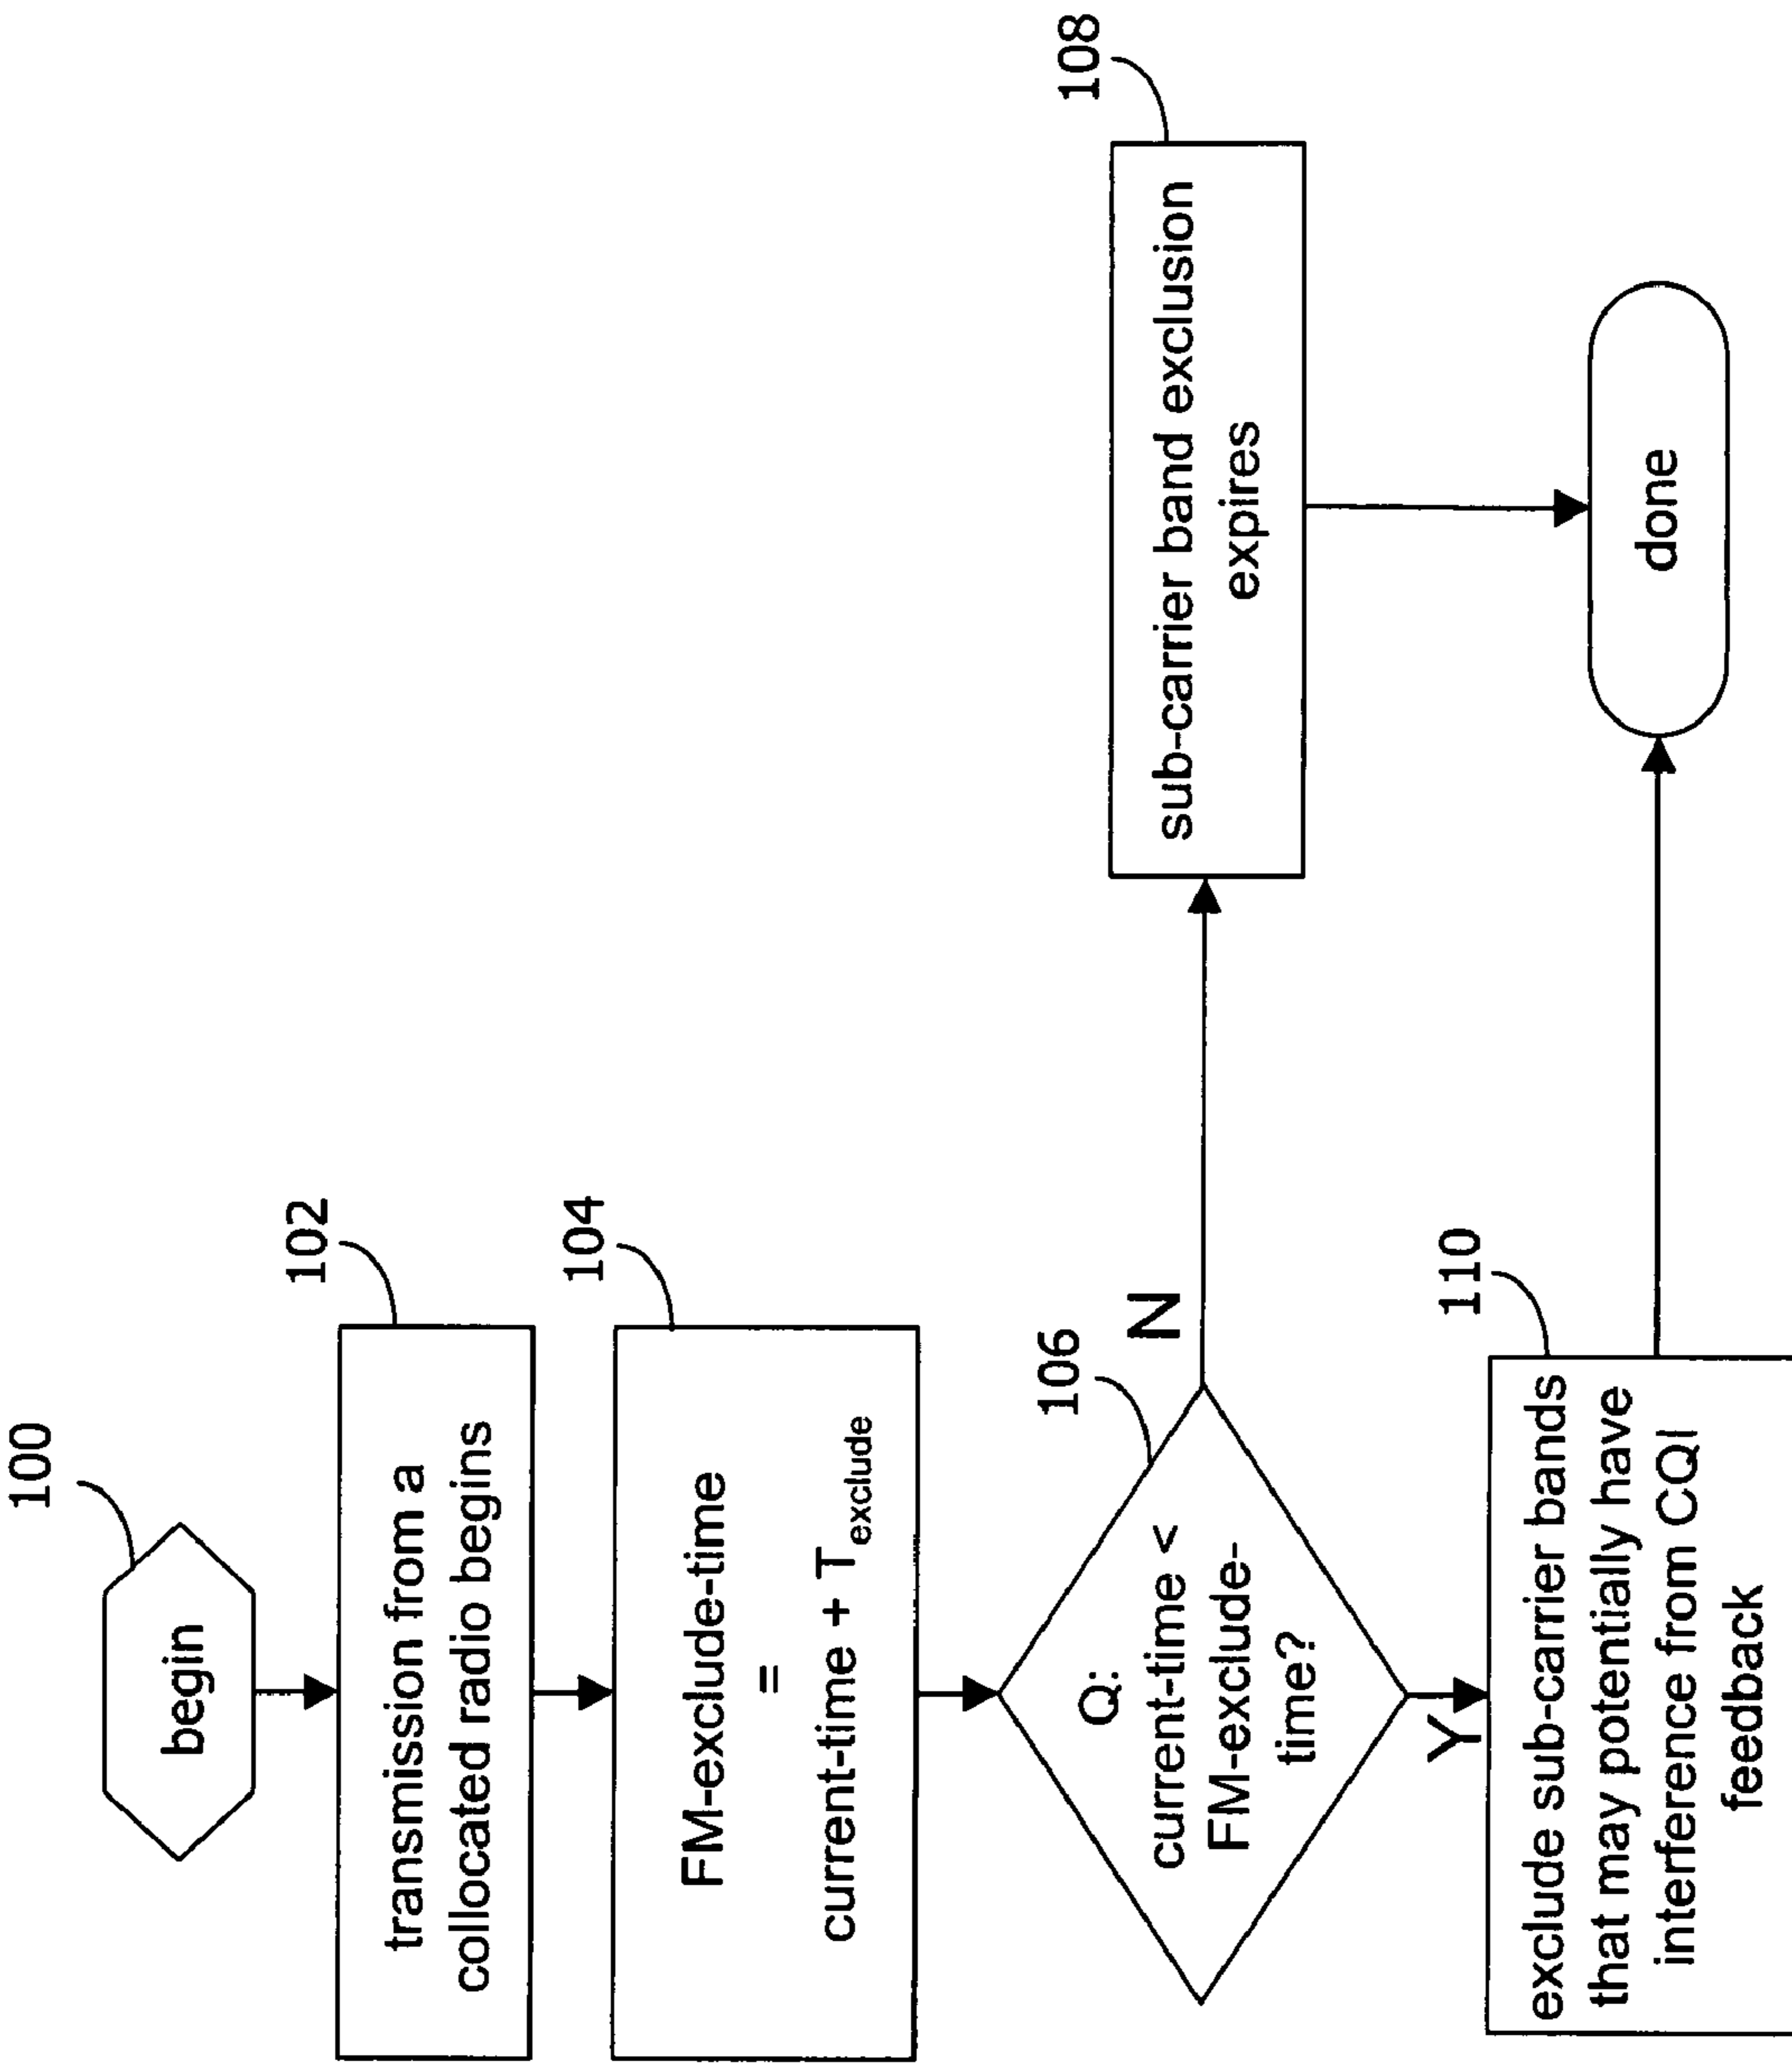 100
begin
102
transmission from a
collocated radio begins
104
FM-exclude-time
=
current-time + Texclude
106
Q:
current-time <
FM-exclude-
time?
N
108
sub-carrier band exclusion
expires
Y
110
exclude sub-carrier bands
that may potentially have
interference from CQI
feedback
done